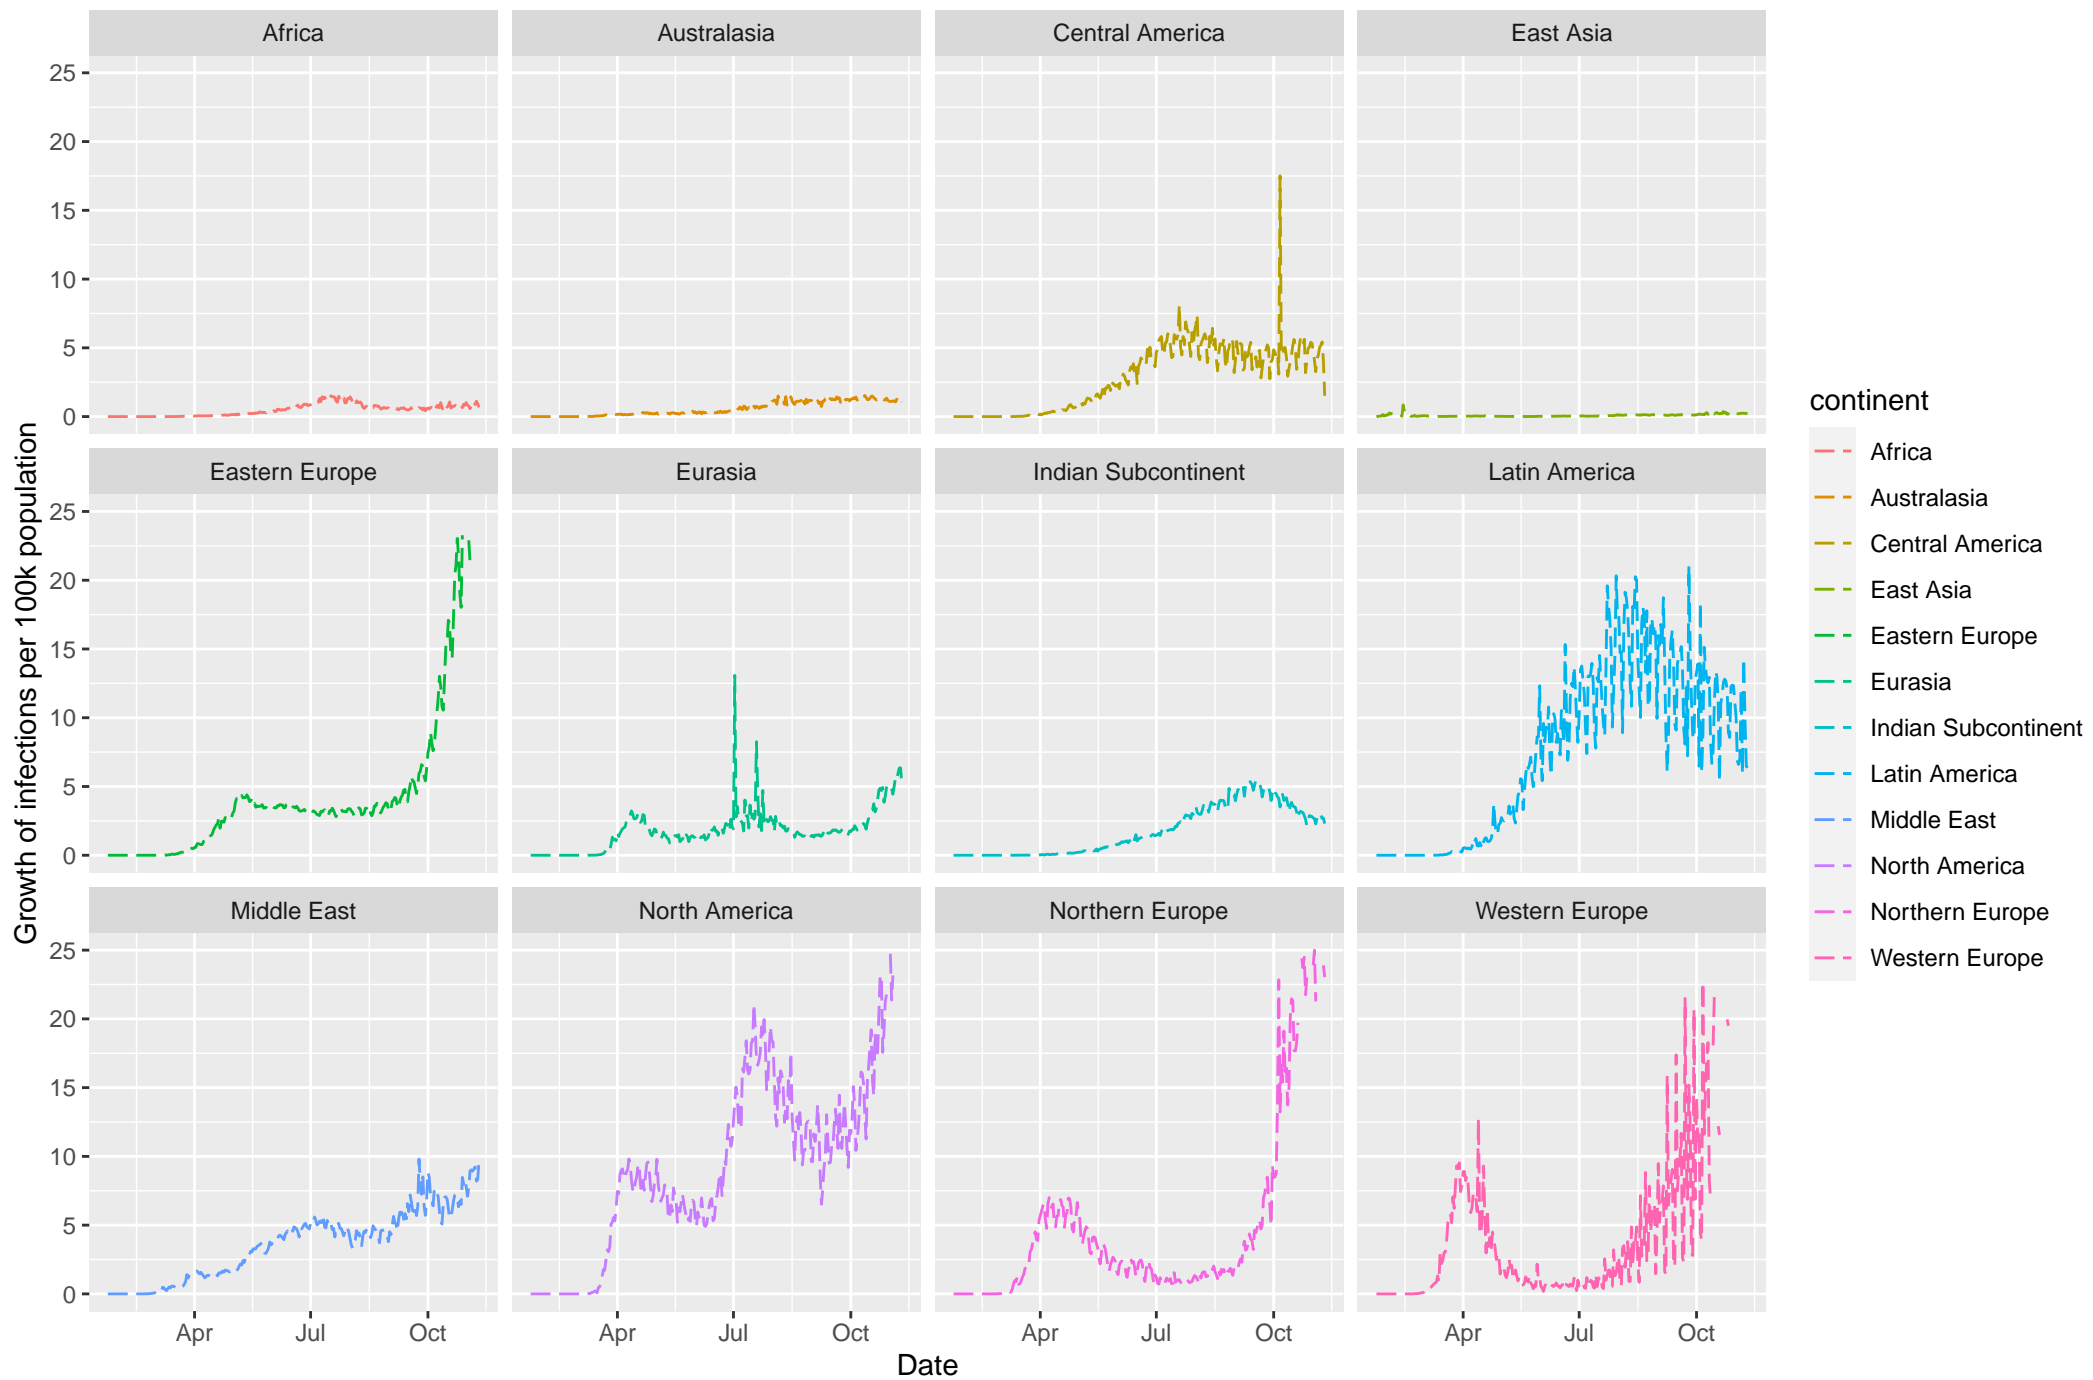 Africa
Australasia
Central America
East Asia
25
20
15
10
5
0
Eastern Europe
Eurasia
Indian Subcontinent
Latin America
25
20
15
10
5
0
Middle East
North America
Northern Europe
Western Europe
25
20
15
10
5
0
Apr Jul Oct
Apr Jul Oct
Apr Jul Oct
Apr Jul Oct
Date
Growth of infections per 100k population
continent
Africa
Australasia
Central America
East Asia
Eastern Europe
Eurasia
Indian Subcontinent
Latin America
Middle East
North America
Northern Europe
Western Europe